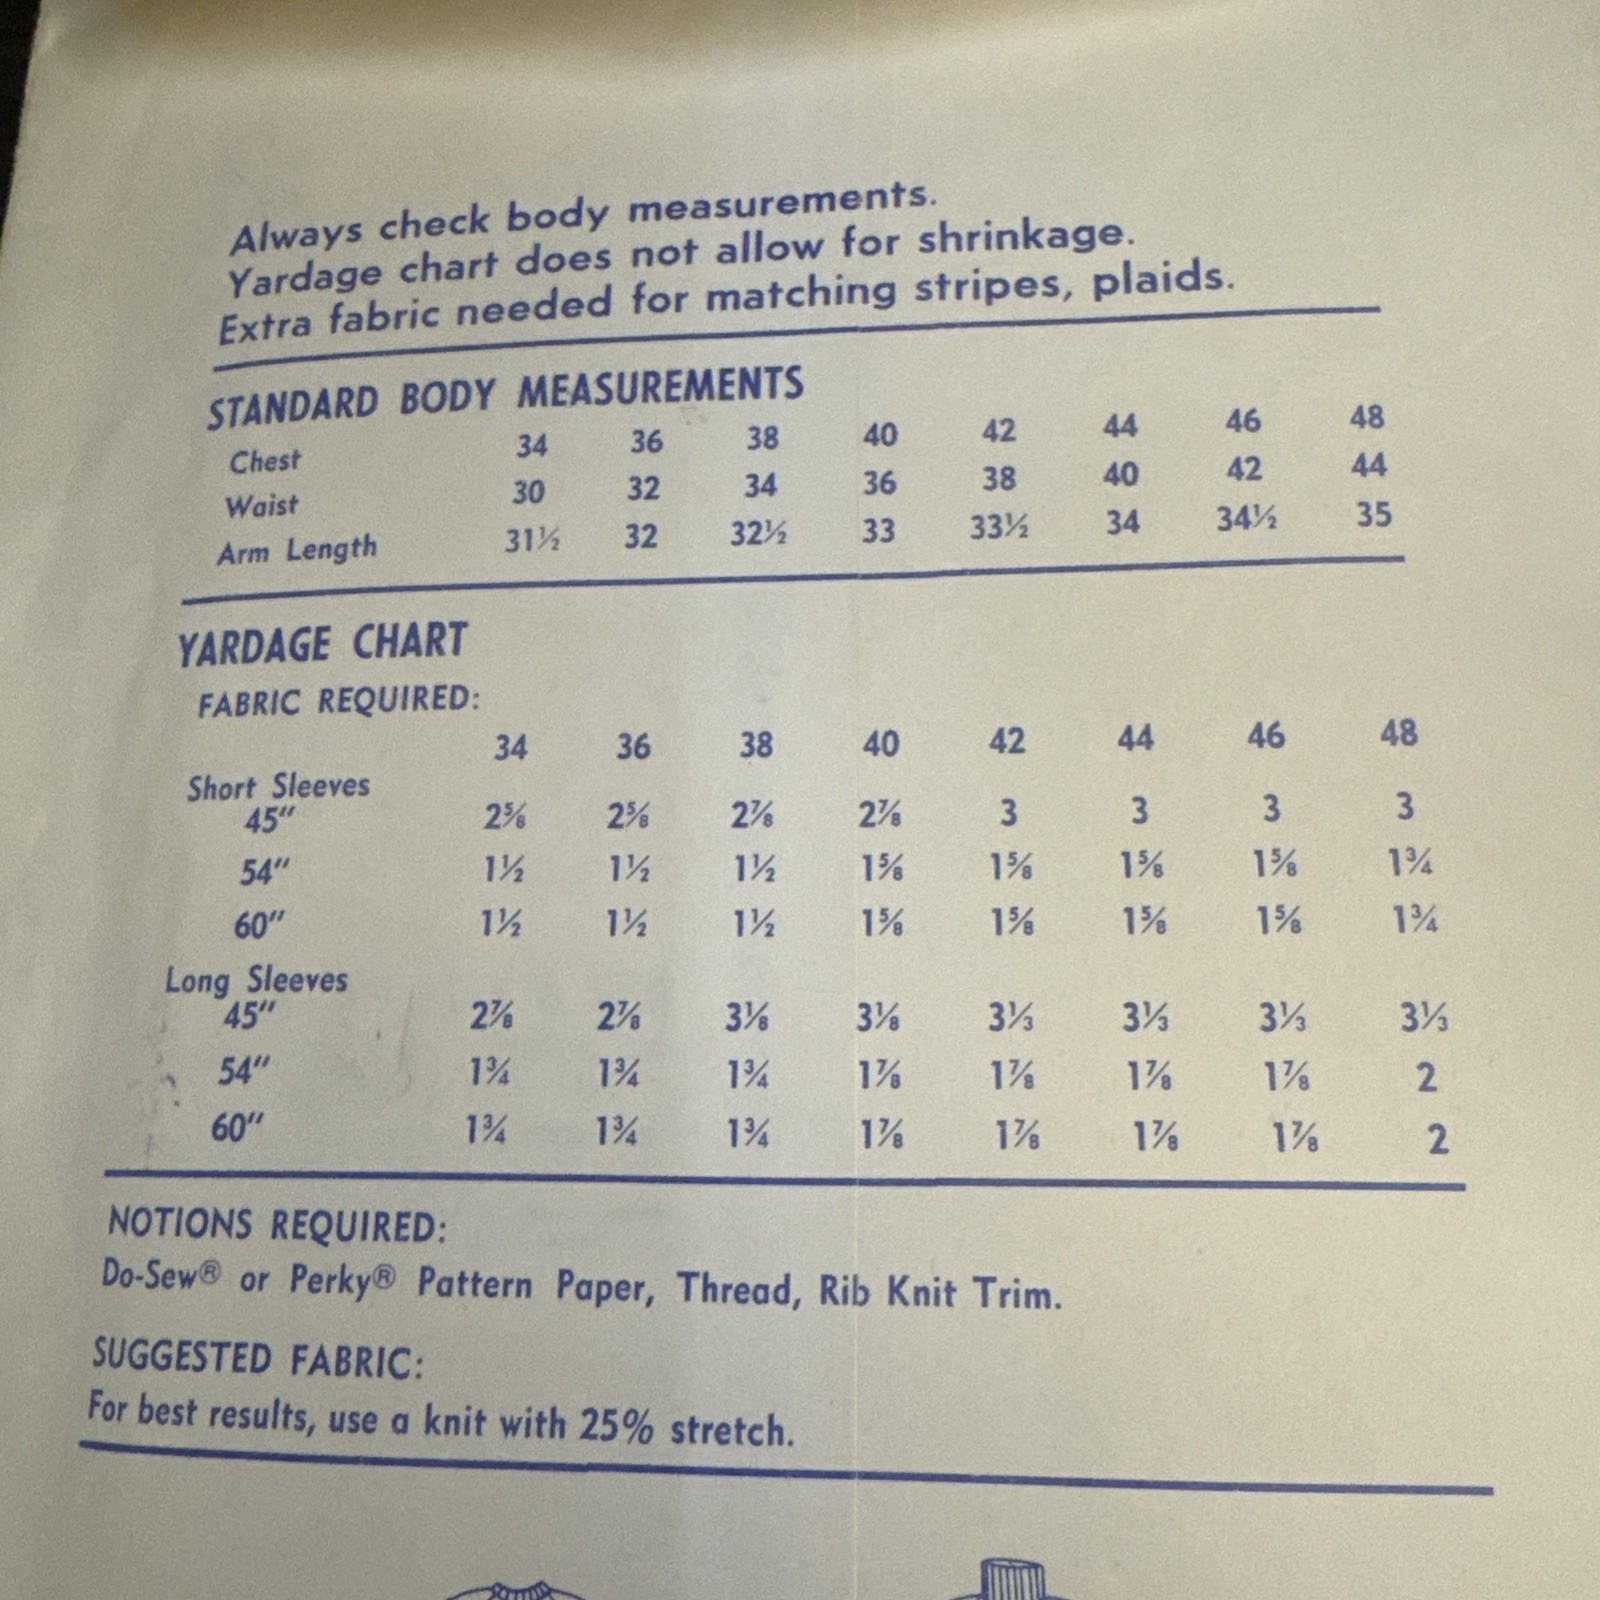 Always check body measurements.
Yardage chart does not allow for shrinkage.
Extra fabric needed for matching stripes, plaids.
STANDARD BODY MEASUREMENTS
Chest 34 36 38 40 42 44 46 48
Waist 30 32 34 36 38 40 42 44
Arm Length 31½ 32 32½ 33 33½ 34 34½ 35
YARDAGE CHART
FABRIC REQUIRED:
34 36 38 40 42 44 46 48
Short Sleeves
45" 2⅝ 2⅝ 2⅞ 2⅞ 3 3 3 3
54" 1½ 1½ 1½ 1⅝ 1⅝ 1⅝ 1⅝ 1¾
60" 1½ 1½ 1½ 1⅝ 1⅝ 1⅝ 1⅝ 1¾
Long Sleeves
45" 2⅞ 2⅞ 3⅛ 3⅛ 3⅓ 3⅓ 3⅓ 3⅓
54" 1¾ 1¾ 1¾ 1⅞ 1⅞ 1⅞ 1⅞ 2
60" 1¾ 1¾ 1¾ 1⅞ 1⅞ 1⅞ 1⅞ 2
NOTIONS REQUIRED:
Do-Sew® or Perky® Pattern Paper, Thread, Rib Knit Trim.
SUGGESTED FABRIC:
For best results, use a knit with 25% stretch.